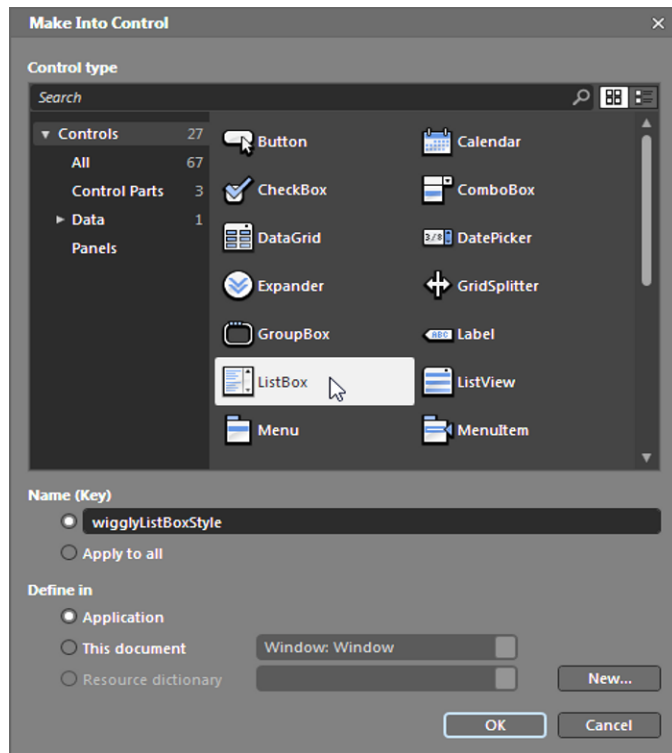 Make Into Control
Control type
Search
Controls 27
All 67
Control Parts 3
Data 1
Panels
Button
Calendar
CheckBox
ComboBox
DataGrid
3/8 DatePicker
Expander
GridSplitter
GroupBox
ABC Label
ListBox
ListView
Menu
MenuItem
Name (Key)
wigglyListBoxStyle
Apply to all
Define in
Application
This document Window: Window
Resource dictionary New...
OK Cancel